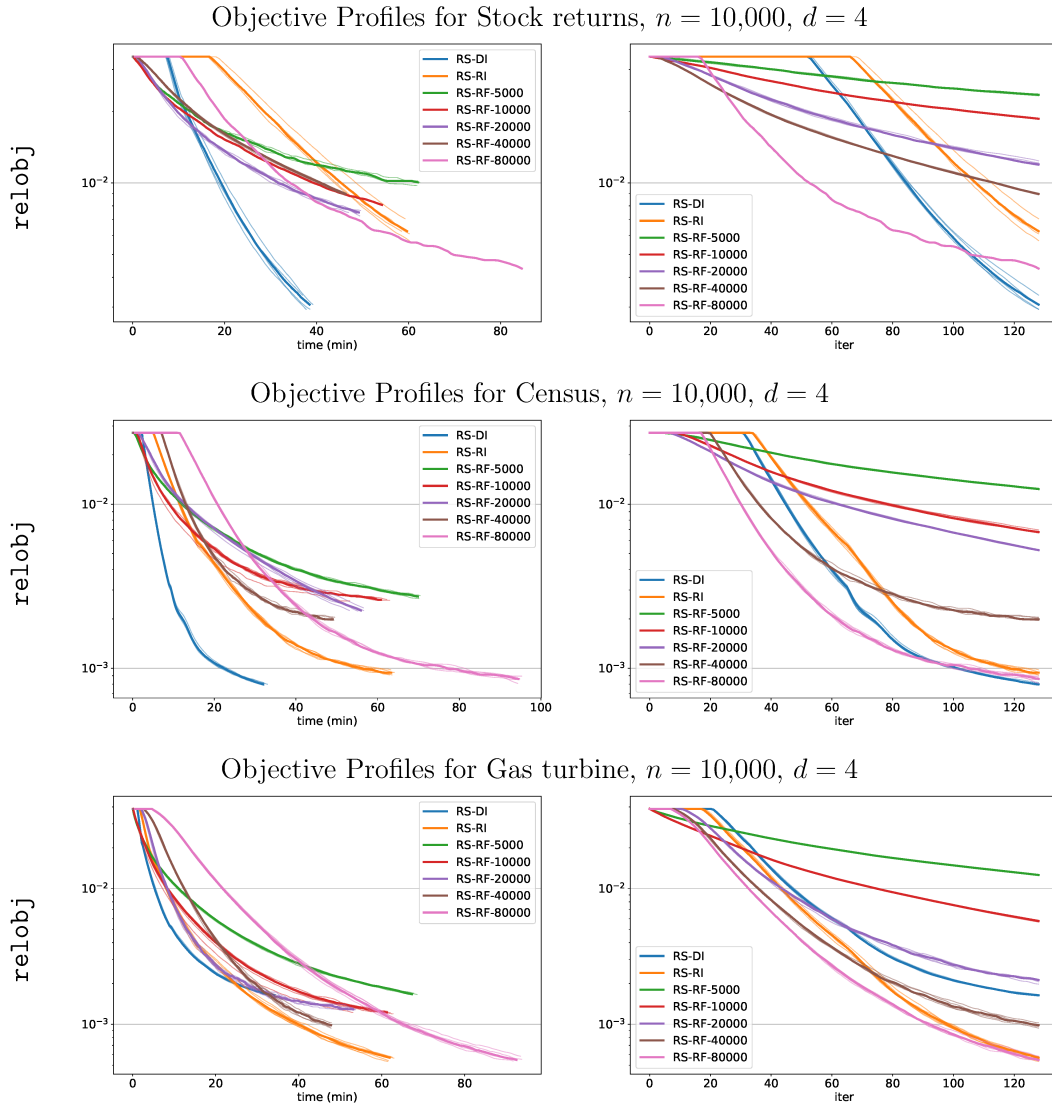 Objective Profiles for Stock returns, n = 10,000, d = 4
relobj
10⁻²
RS-DI
RS-RI
RS-RF-5000
RS-RF-10000
RS-RF-20000
RS-RF-40000
RS-RF-80000
0 20 40 60 80
time (min)
10⁻²
RS-DI
RS-RI
RS-RF-5000
RS-RF-10000
RS-RF-20000
RS-RF-40000
RS-RF-80000
0 20 40 60 80 100 120
iter
Objective Profiles for Census, n = 10,000, d = 4
relobj
10⁻²
10⁻³
RS-DI
RS-RI
RS-RF-5000
RS-RF-10000
RS-RF-20000
RS-RF-40000
RS-RF-80000
0 20 40 60 80 100
time (min)
10⁻²
10⁻³
RS-DI
RS-RI
RS-RF-5000
RS-RF-10000
RS-RF-20000
RS-RF-40000
RS-RF-80000
0 20 40 60 80 100 120
iter
Objective Profiles for Gas turbine, n = 10,000, d = 4
relobj
10⁻²
10⁻³
RS-DI
RS-RI
RS-RF-5000
RS-RF-10000
RS-RF-20000
RS-RF-40000
RS-RF-80000
0 20 40 60 80
time (min)
10⁻²
10⁻³
RS-DI
RS-RI
RS-RF-5000
RS-RF-10000
RS-RF-20000
RS-RF-40000
RS-RF-80000
0 20 40 60 80 100 120
iter